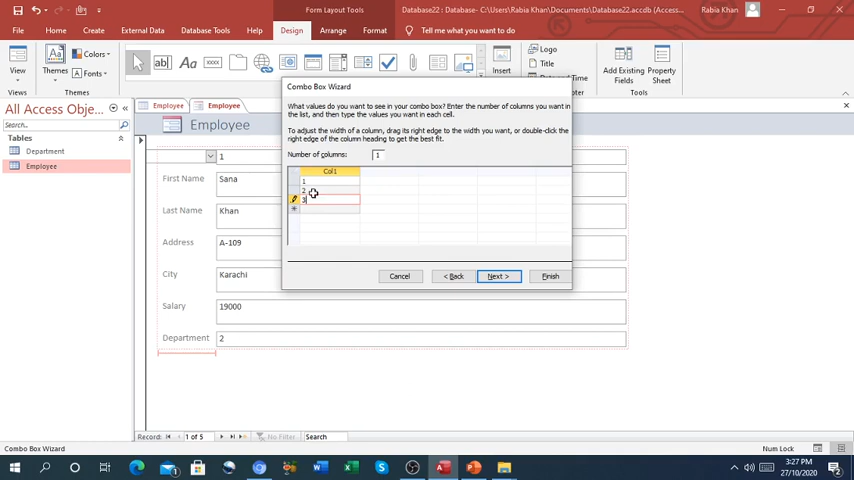 Form Layout Tools
Database22: Database- C:\Users\Rabia Khan\Documents\Database22.accdb (Access...
Rabia Khan
File
Home
Create
External Data
Database Tools
Help
Design
Arrange
Format
Tell me what you want to do
View
Views
Themes
Colors
Fonts
Themes
ab|
Aa
xxxx
Insert
Logo
Title
Date and Time
Add Existing
Fields
Property
Sheet
Tools
All Access Obje...
Search...
Tables
Department
Employee
Employee
Employee
Employee
1
First Name
Sana
Last Name
Khan
Address
A-109
City
Karachi
Salary
19000
Department
2
Combo Box Wizard
What values do you want to see in your combo box? Enter the number of columns you want in
the list, and then type the values you want in each cell.
To adjust the width of a column, drag its right edge to the width you want, or double-click the
right edge of the column heading to get the best fit.
Number of columns:
1
Col1
1
2
3
Cancel
< Back
Next >
Finish
Record:
1 of 5
No Filter
Search
Combo Box Wizard
Num Lock
3:27 PM
27/10/2020